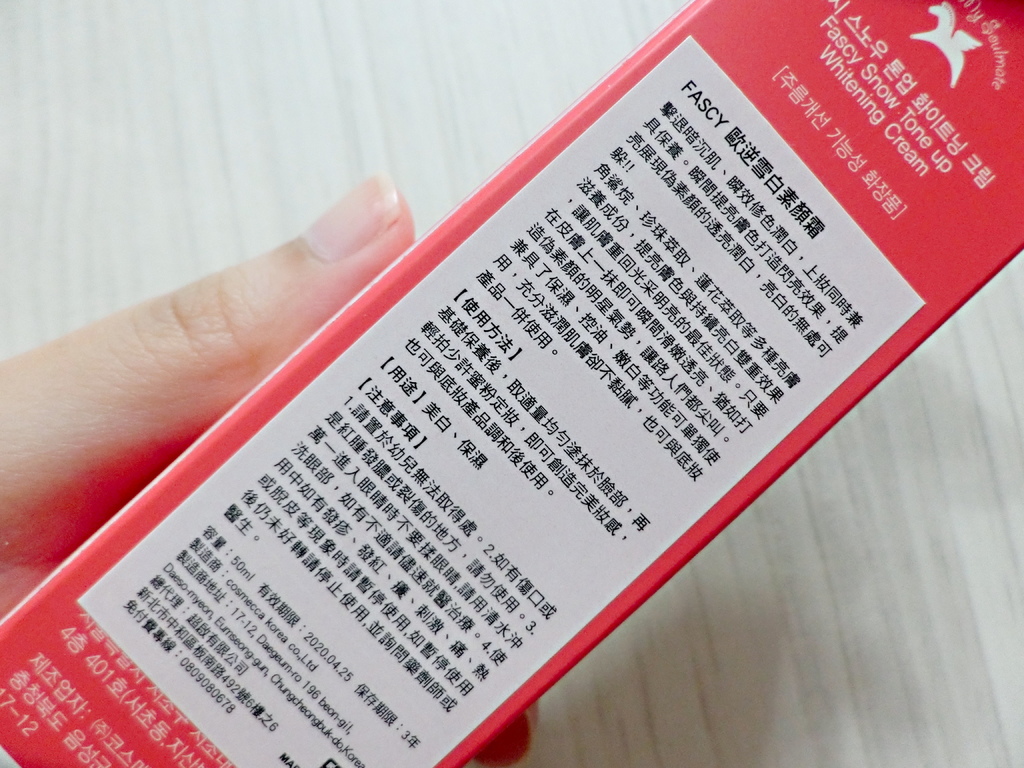 My Soulmate
시 스노우 톤업 화이트닝 크림
Fascy Snow Tone up
Whitening Cream
[주름개선 기능성 화장품]
FASCY 歐逆雪白素顏霜
擊退暗沉肌、瞬效修色潤白，上妝同時兼
具保養。瞬間提亮膚色打造閃亮效果，提
亮展現偽素顏的透亮潤白，亮白的無處可
躲!!
角鯊烷、珍珠萃取、蓮花萃取等多種亮膚
滋養成份，提亮膚色與持續亮白雙重效果
，讓肌膚重回光采明亮的最佳狀態。只要
在皮膚上一抹即可瞬間滑嫩透亮、猶如打
造偽素顏的明星氣勢，讓路人們都尖叫。
兼具了保濕、控油、嫩白等功能可單獨使
用，充分滋潤肌膚卻不黏膩，也可與底妝
產品一併使用。
【使用方法】
基礎保養後，取適量均勻塗抹於臉部，再
輕拍少許蜜粉定妝，即可創造完美妝感，
也可與底妝產品調和後使用。
【用途】美白、保濕
【注意事項】
1.請置於幼兒無法取得處。2.如有傷口或
是紅腫發膿或裂傷的地方，請勿使用。3.
萬一進入眼睛時不要揉眼睛請用清水沖
洗眼部，如有不適請儘速就醫治療。4.使
用中如有發疹、發紅、癢、刺激、痛、熱
或脫皮等現象時請暫停使用,如暫停使用
後仍未好轉請停止使用,並詢問藥劑師或
醫生。
容量：50ml 有效期限：2020.04.25 保存期限：3年
製造商：cosmecca korea co.,Ltd
製造商地址：17-12, Daegeum-ro 196 beon-gil,
Daeso-myeon, Eumseong-gun, Chungcheongbuk-do,Korea
總代理：超啟有限公司
新北市中和區板南路492號6樓之6
免付費專線：0809080678
4층 401호(서초동,지신
제조업자: (주)코스메
충청북도 음성군
17-12